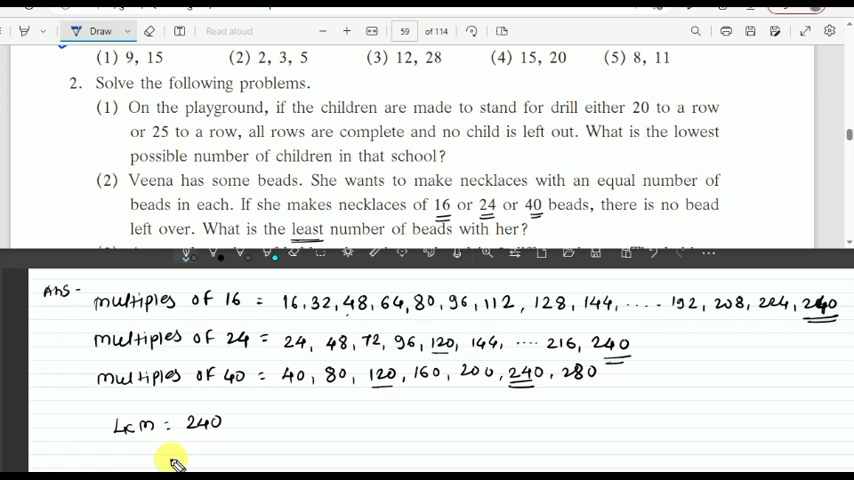 Draw
Read aloud
59 of 114
(1) 9, 15 (2) 2, 3, 5 (3) 12, 28 (4) 15, 20 (5) 8, 11
2. Solve the following problems.
(1) On the playground, if the children are made to stand for drill either 20 to a row
or 25 to a row, all rows are complete and no child is left out. What is the lowest
possible number of children in that school?
(2) Veena has some beads. She wants to make necklaces with an equal number of
beads in each. If she makes necklaces of 16 or 24 or 40 beads, there is no bead
left over. What is the least number of beads with her?
Ans - multiples of 16 = 16, 32, 48, 64, 80, 96, 112, 128, 144, .... 192, 208, 224, 240
multiples of 24 = 24, 48, 72, 96, 120, 144, .... 216, 240
multiples of 40 = 40, 80, 120, 160, 200, 240, 280
LCM = 240